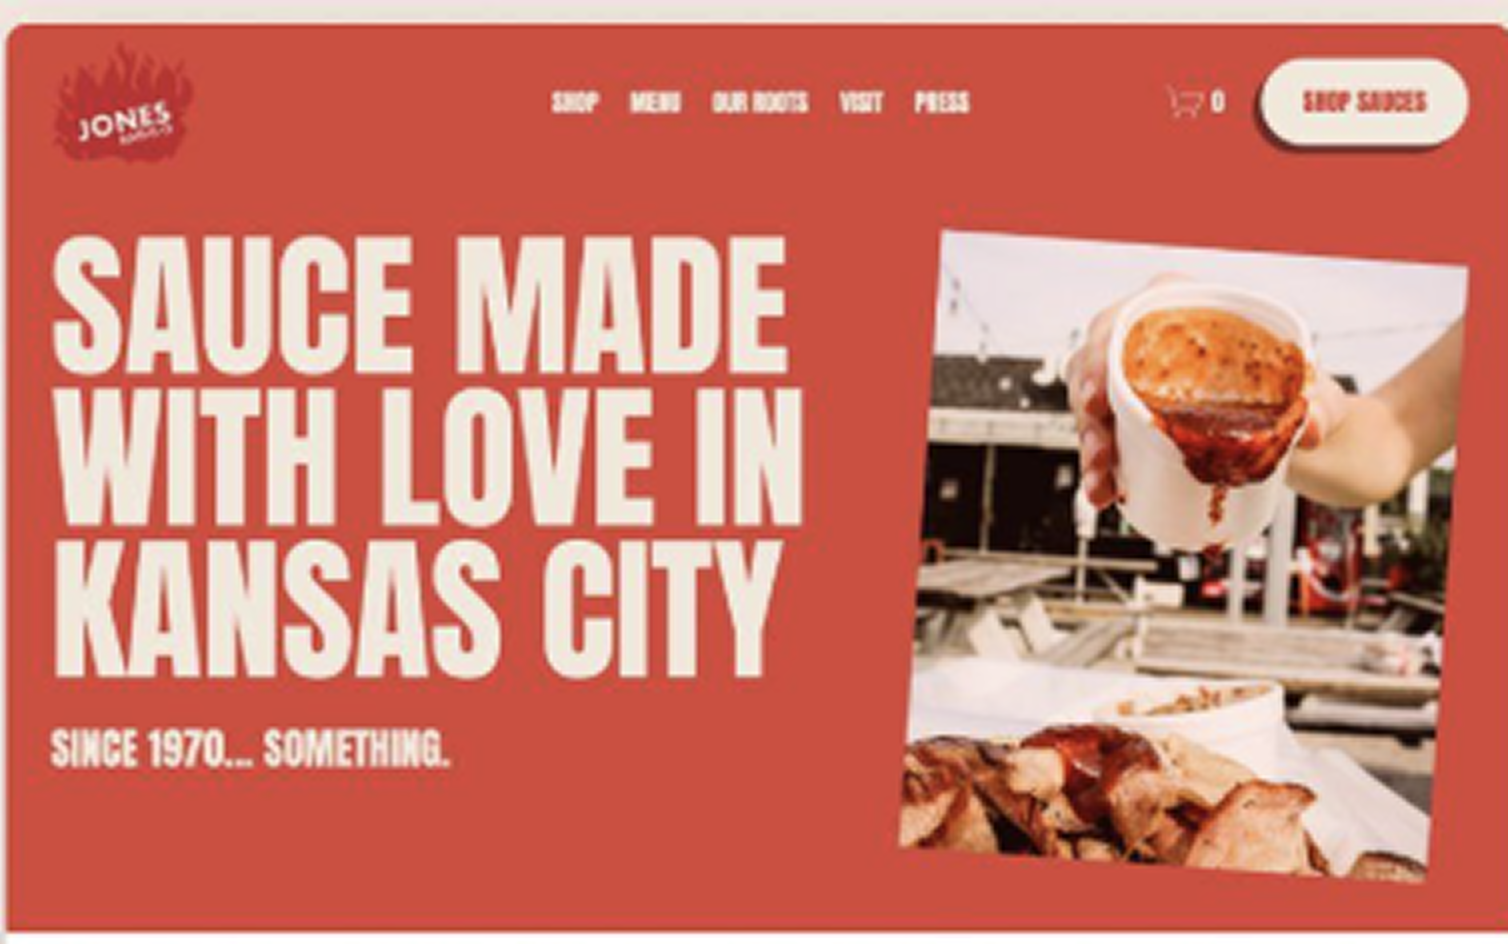 JONES
SHOP MENU OUR ROOTS VISIT PRESS
0
SHOP SAUCES
SAUCE MADE
WITH LOVE IN
KANSAS CITY
SINCE 1970... SOMETHING.